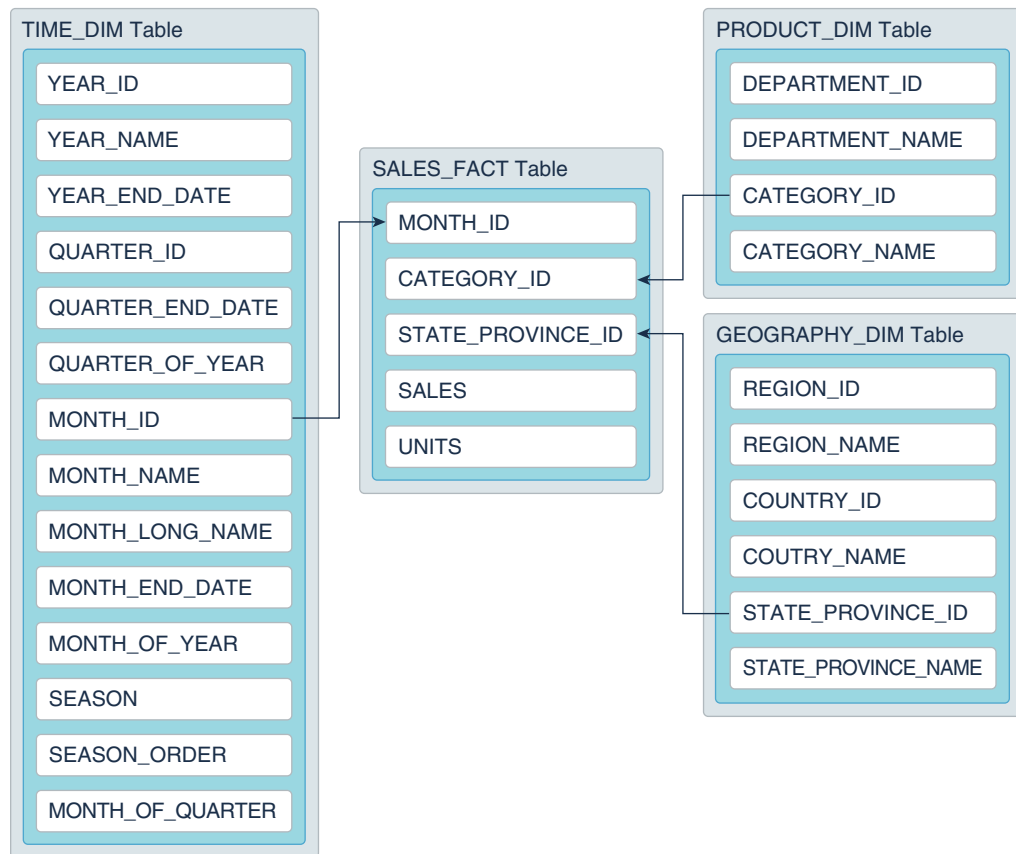 TIME_DIM Table
YEAR_ID
YEAR_NAME
YEAR_END_DATE
QUARTER_ID
QUARTER_END_DATE
QUARTER_OF_YEAR
MONTH_ID
MONTH_NAME
MONTH_LONG_NAME
MONTH_END_DATE
MONTH_OF_YEAR
SEASON
SEASON_ORDER
MONTH_OF_QUARTER
SALES_FACT Table
MONTH_ID
CATEGORY_ID
STATE_PROVINCE_ID
SALES
UNITS
PRODUCT_DIM Table
DEPARTMENT_ID
DEPARTMENT_NAME
CATEGORY_ID
CATEGORY_NAME
GEOGRAPHY_DIM Table
REGION_ID
REGION_NAME
COUNTRY_ID
COUTRY_NAME
STATE_PROVINCE_ID
STATE_PROVINCE_NAME